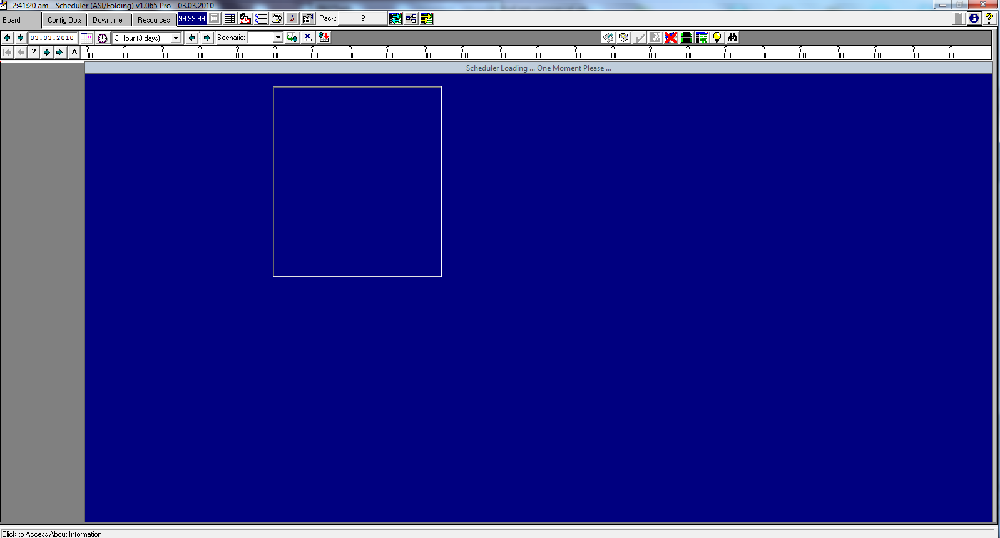 2:41:20 am - Scheduler (ASI/Folding) v1.065 Pro - 03.03.2010
Board Config Opts Downtime Resources 99:99:99 Pack: ? ?
03.03.2010 3 Hour (3 days) Scenario:
? A ? ? ? ? ? ? ? ? ? ? ? ? ? ? ? ? ? ? ? ? ? ? ? ?
00 00 00 00 00 00 00 00 00 00 00 00 00 00 00 00 00 00 00 00 00 00 00 00
Scheduler Loading ... One Moment Please ...
Click to Access About Information